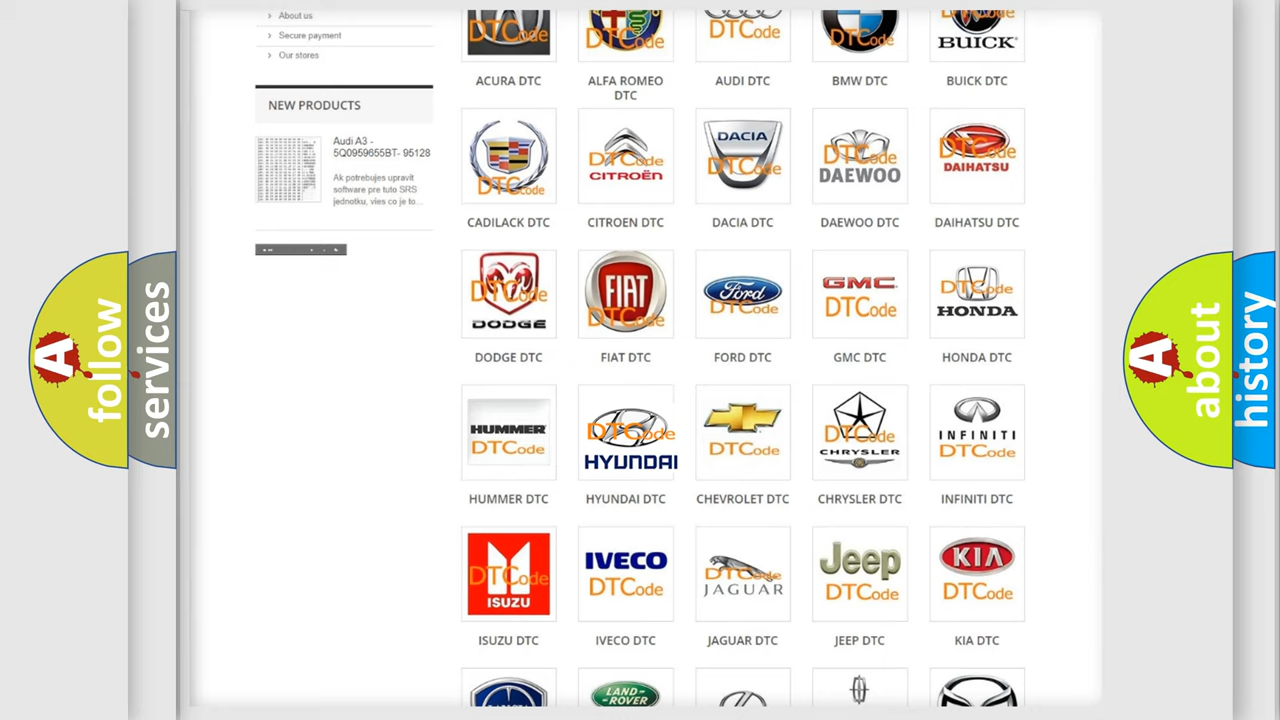 About us
Secure payment
Our stores
NEW PRODUCTS
Audi A3 -
5Q0959655BT- 95128
Ak potrebujes upravit
software pre tuto SRS
jednotku, vies co je to...
DTCode
DTCode
DTCode
DTCode
BUICK
ACURA DTC
ALFA ROMEO
DTC
AUDI DTC
BMW DTC
BUICK DTC
DTCode
DTCode
CITROËN
DACIA
DTCode
DTCode
DAEWOO
DTCode
DAIHATSU
CADILACK DTC
CITROEN DTC
DACIA DTC
DAEWOO DTC
DAIHATSU DTC
DTCode
DODGE
FIAT
DTCode
Ford
DTCode
GMC
DTCode
DTCode
HONDA
DODGE DTC
FIAT DTC
FORD DTC
GMC DTC
HONDA DTC
HUMMER
DTCode
DTCode
HYUNDAI
DTCode
DTCode
CHRYSLER
INFINITI
DTCode
HUMMER DTC
HYUNDAI DTC
CHEVROLET DTC
CHRYSLER DTC
INFINITI DTC
DTCode
ISUZU
IVECO
DTCode
DTCode
JAGUAR
Jeep
DTCode
KIA
DTCode
ISUZU DTC
IVECO DTC
JAGUAR DTC
JEEP DTC
KIA DTC
LAND-
ROVER
A
follow
services
A
about
history